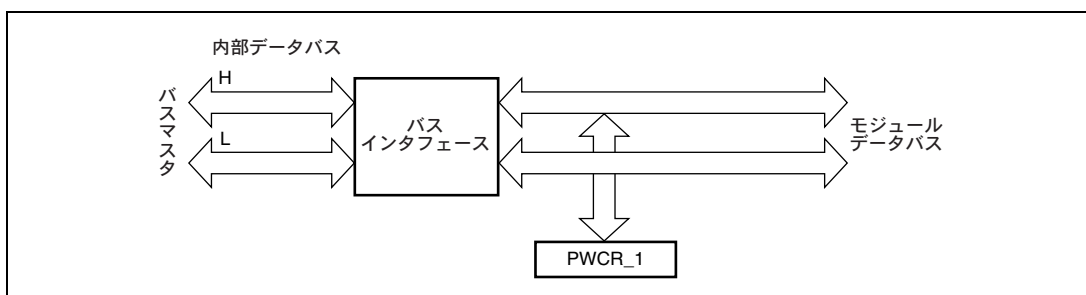 内部データバス
H
バスマスタ
L
バス
インタフェース
モジュール
データバス
PWCR_1